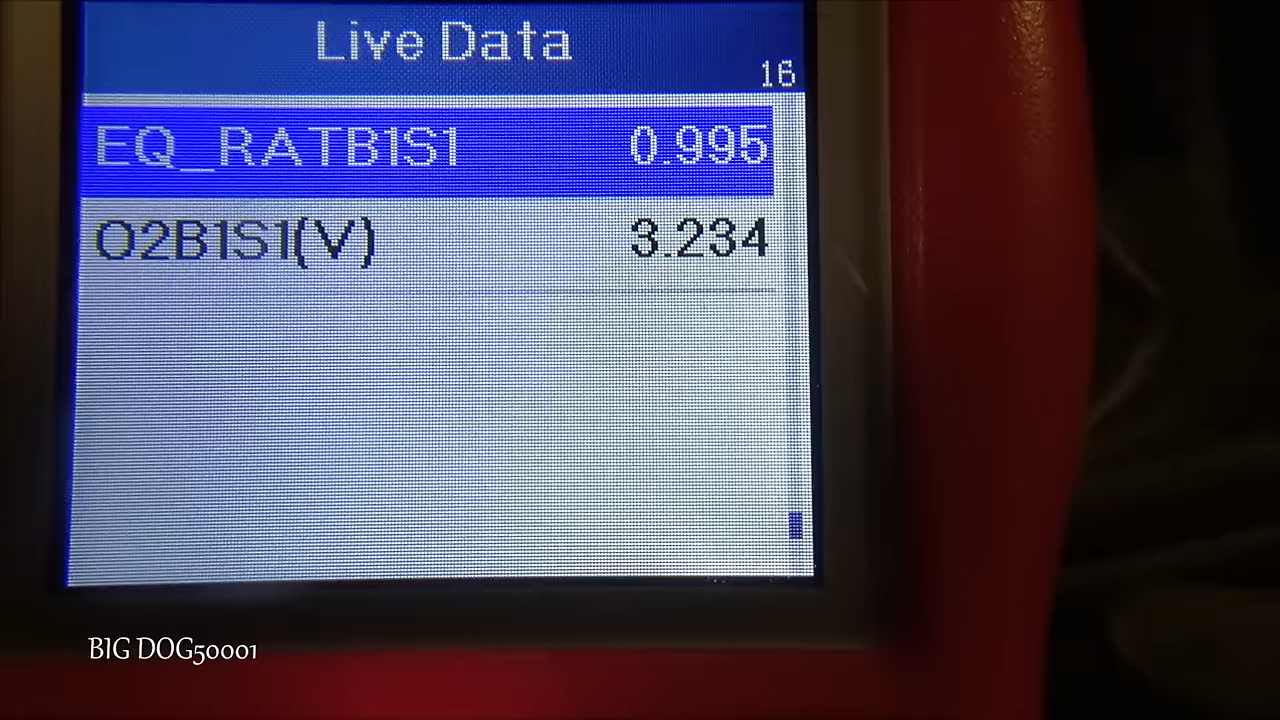 Live Data
16
EQ_RATB1S1 0.995
O2B1S1(V) 3.234
BIG DOG50001